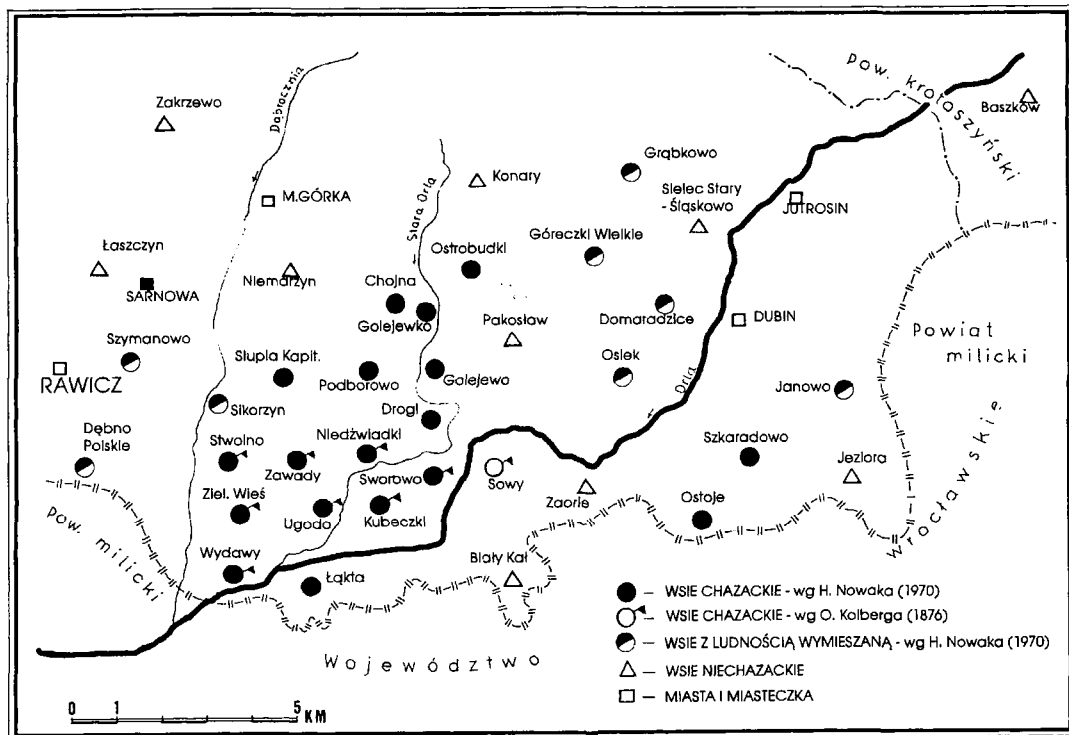 Zakrzewo
Dąbrocznia
M.GÓRKA
Łaszczyn
SARNOWA
Niemarzyn
Szymanowo
RAWICZ
Dębno
Polskie
Sikorzyn
Słupia Kapit.
Stwolno
Zawady
Ziel. Wieś
Ugoda
Wydawy
Łąkta
pow. milicki
Stara Orla
Konary
Ostrobudki
Chojna
Golejewko
Pakosław
Podborowo
Golejewo
Drogi
Niedźwiadki
Sworowo
Kubeczki
Sowy
Zaorle
Biały Kał
Grąbkowo
Sielec Stary
- Śląskowo
Góreczki Wielkie
Domaradzice
Osiek
Orla
JUTROSIN
DUBIN
pow. krotoszyński
Baszków
Powiat
milicki
Janowo
Szkaradowo
Jeziora
Ostoje
Województwo
Wrocławskie
● – WSIE CHAZACKIE - wg H. Nowaka (1970)
– WSIE CHAZACKIE - wg O. Kolberga (1876)
– WSIE Z LUDNOŚCIĄ WYMIESZANĄ - wg H. Nowaka (1970)
△ – WSIE NIECHAZACKIE
□ – MIASTA I MIASTECZKA
0 1 5
KM